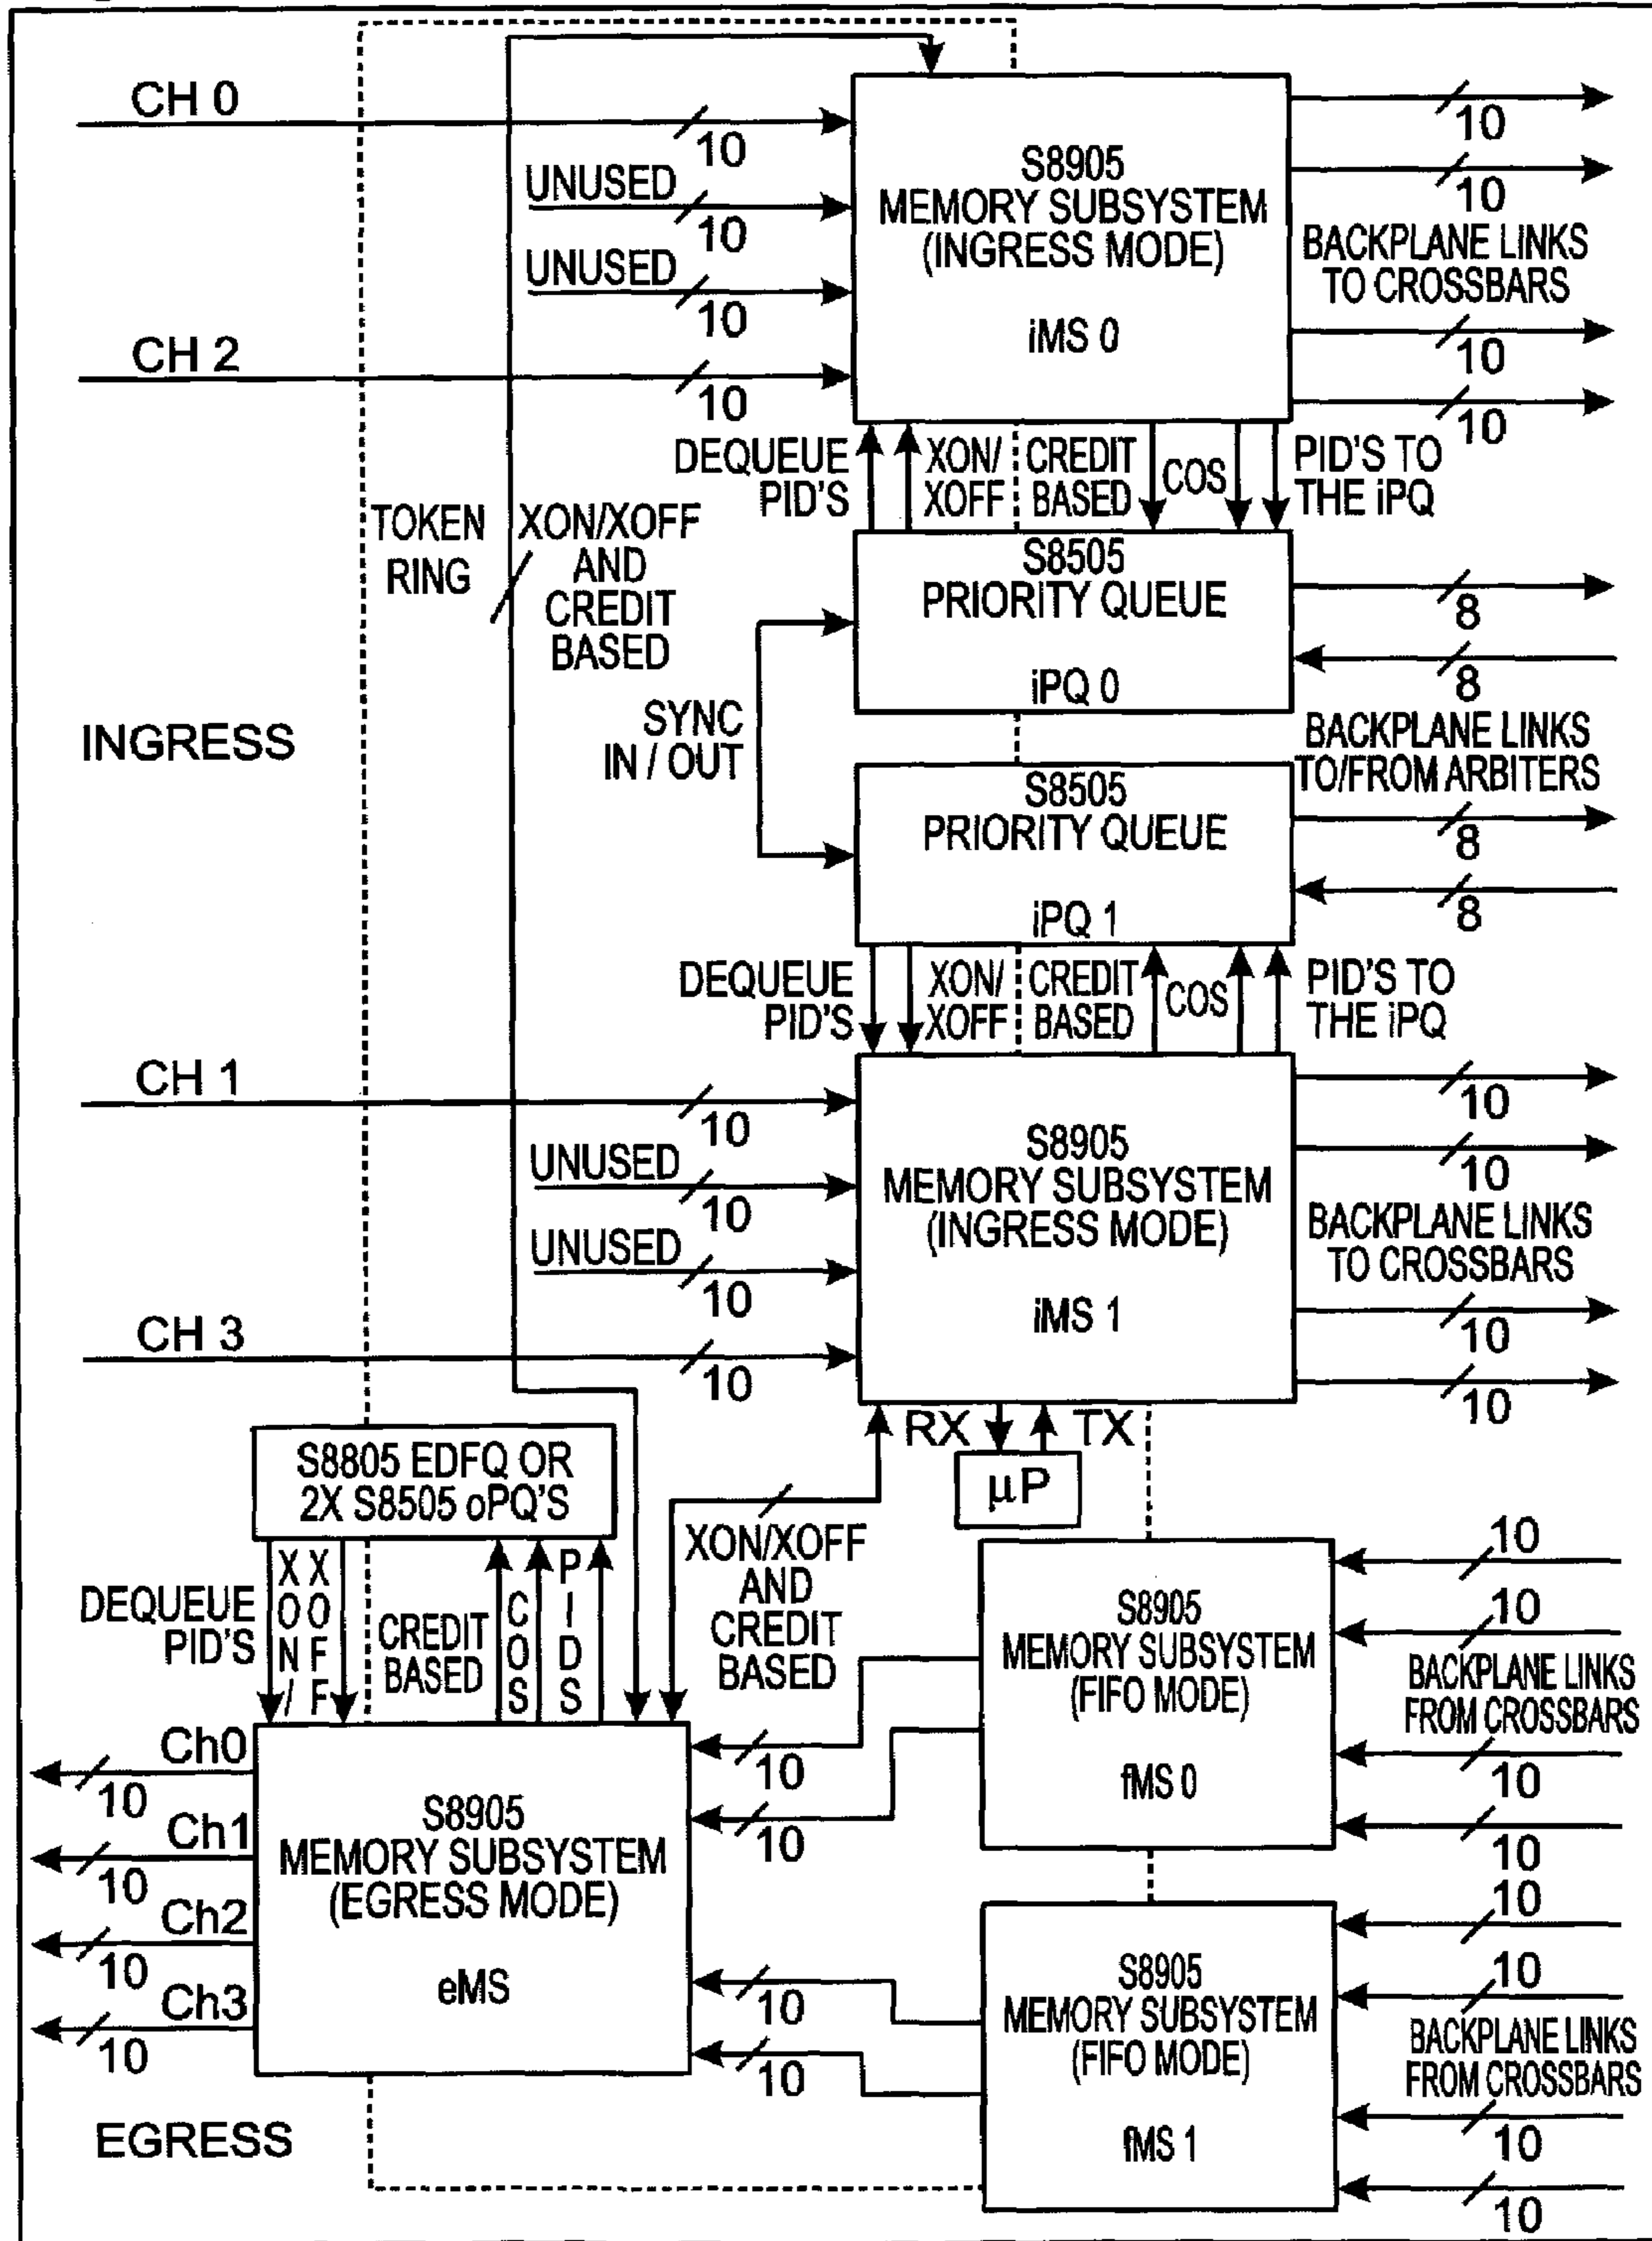 CH 0
10
UNUSED
10
UNUSED
10
CH 2
10
S8905
MEMORY SUBSYSTEM
(INGRESS MODE)
iMS 0
10
10
BACKPLANE LINKS
TO CROSSBARS
10
10
DEQUEUE
PID'S
XON/
XOFF
CREDIT
BASED
COS
PID'S TO
THE iPQ
TOKEN
RING
XON/XOFF
AND
CREDIT
BASED
S8505
PRIORITY QUEUE
iPQ 0
8
8
INGRESS
SYNC
IN / OUT
BACKPLANE LINKS
TO/FROM ARBITERS
S8505
PRIORITY QUEUE
iPQ 1
8
8
DEQUEUE
PID'S
XON/
XOFF
CREDIT
BASED
COS
PID'S TO
THE iPQ
CH 1
10
UNUSED
10
UNUSED
10
CH 3
10
S8905
MEMORY SUBSYSTEM
(INGRESS MODE)
iMS 1
10
10
BACKPLANE LINKS
TO CROSSBARS
10
10
RX
TX
µP
S8805 EDFQ OR
2X S8505 oPQ'S
DEQUEUE
PID'S
XON/
XOFF
CREDIT
BASED
COS
PIDS
XON/XOFF
AND
CREDIT
BASED
S8905
MEMORY SUBSYSTEM
(FIFO MODE)
fMS 0
10
10
BACKPLANE LINKS
FROM CROSSBARS
10
10
10
10
Ch0
10
Ch1
10
Ch2
10
Ch3
10
S8905
MEMORY SUBSYSTEM
(EGRESS MODE)
eMS
10
10
S8905
MEMORY SUBSYSTEM
(FIFO MODE)
fMS 1
10
10
BACKPLANE LINKS
FROM CROSSBARS
10
10
EGRESS